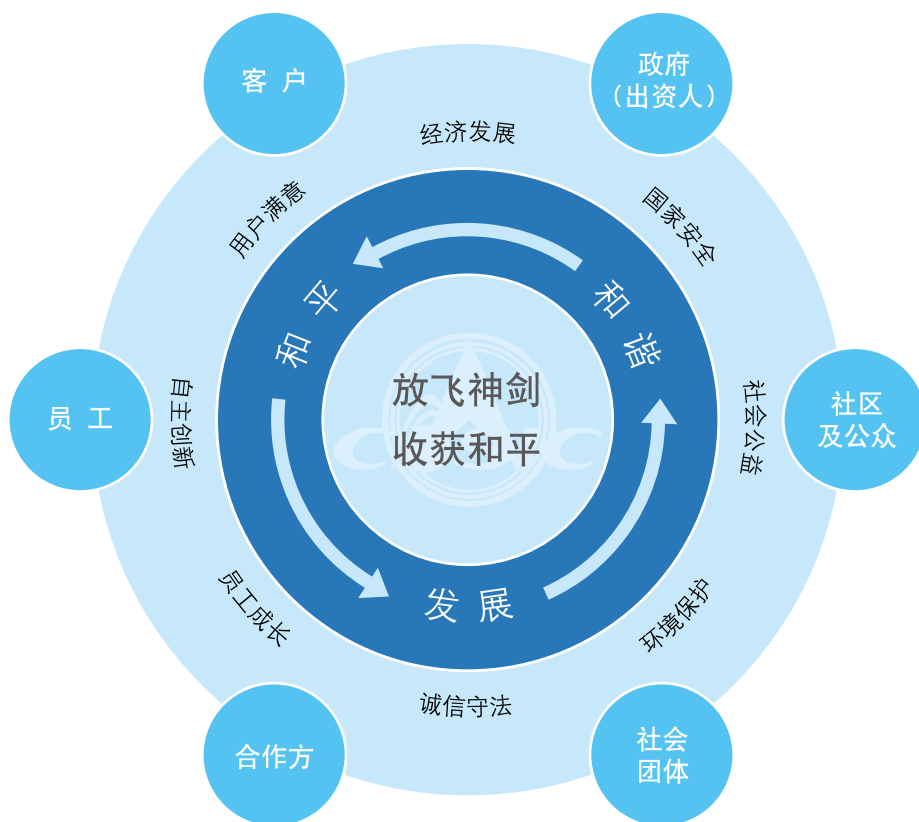 客 户
政府
（出资人）
经济发展
用户满意
国家安全
和平
和谐
放飞神剑
收获和平
员 工
自主创新
社会公益
社区
及公众
发展
员工成长
环境保护
诚信守法
合作方
社会
团体